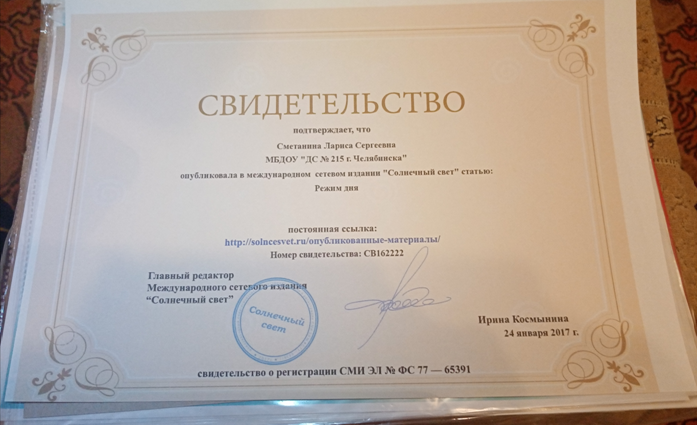 СВИДЕТЕЛЬСТВО
подтверждает, что
Сметанина Лариса Сергеевна
МБДОУ "ДС № 215 г. Челябинска"
опубликовала в международном сетевом издании "Солнечный свет" статью:
Режим дня
постоянная ссылка:
http://solncesvet.ru/опубликованные-материалы/
Номер свидетельства: СВ162222
Главный редактор
Международного сетевого издания
“Солнечный свет”
Солнечный
свет
Ирина Космынина
24 января 2017г.
свидетельство о регистрации СМИ ЭЛ № ФС 77 — 65391